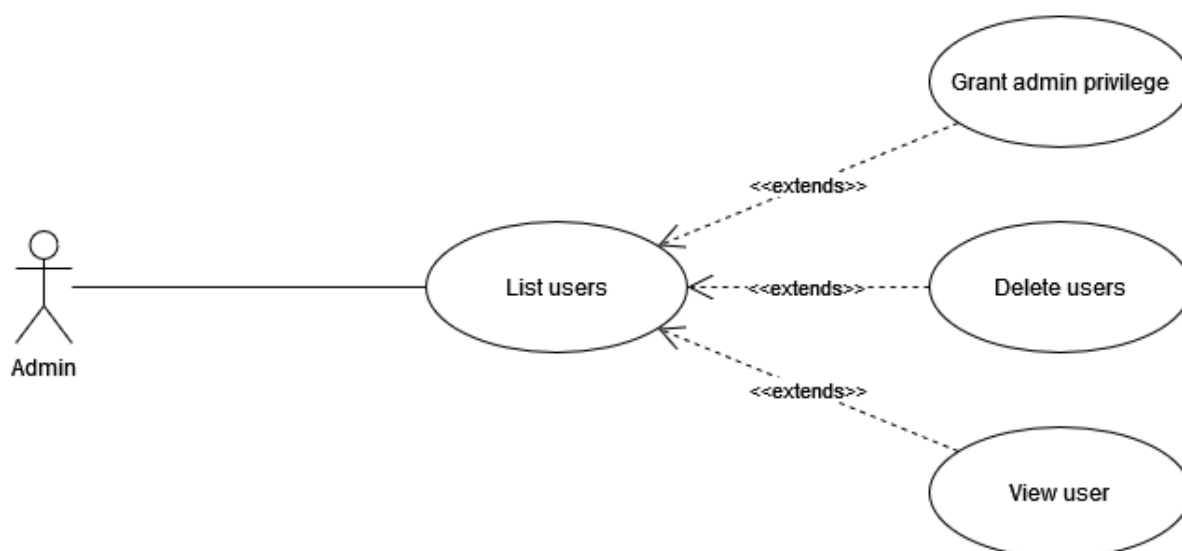 Grant admin privilege
<<extends>>
Admin
List users
<<extends>>
Delete users
<<extends>>
View user